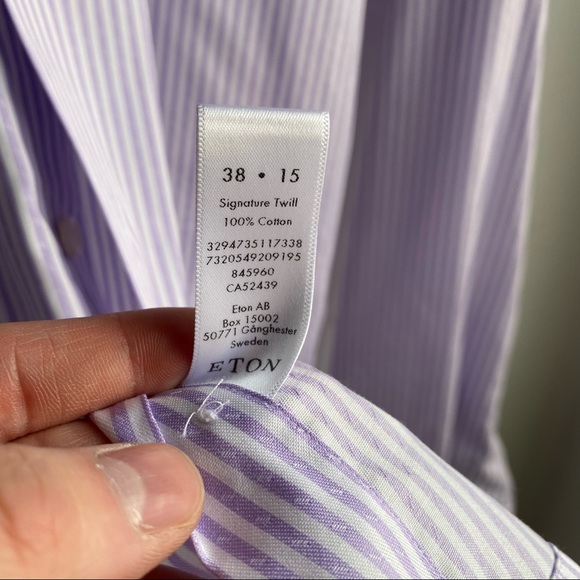 38 • 15
Signature Twill
100% Cotton
3294735117338
7320549209195
845960
CA52439
Eton AB
Box 15002
50771 Gånghester
Sweden
ETON